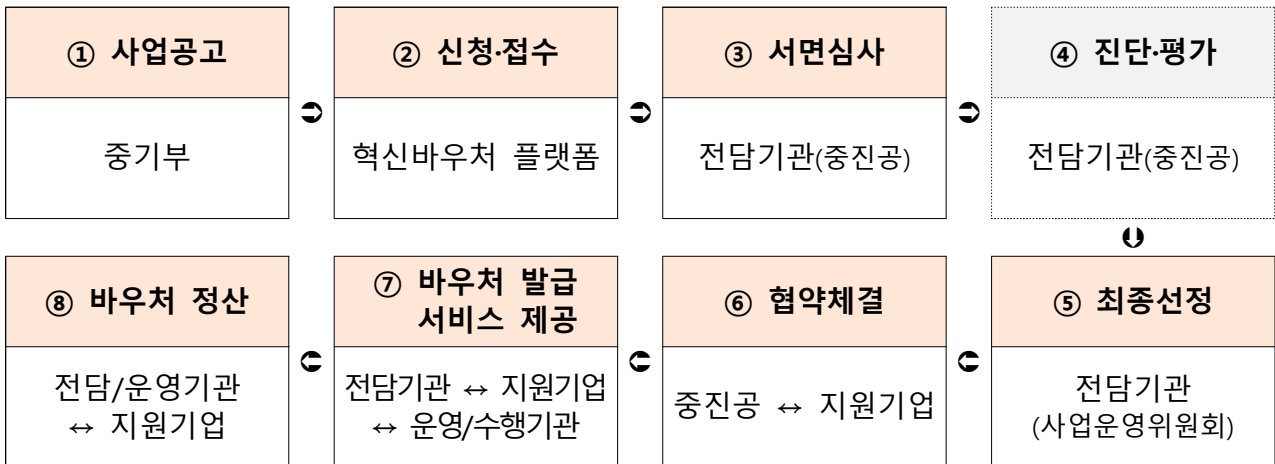 ① 사업공고
중기부
② 신청·접수
혁신바우처 플랫폼
③ 서면심사
전담기관(중진공)
④ 진단·평가
전담기관(중진공)
⑤ 최종선정
전담기관
(사업운영위원회)
⑥ 협약체결
중진공 ↔ 지원기업
⑦ 바우처 발급
서비스 제공
전담기관 ↔ 지원기업
↔ 운영/수행기관
⑧ 바우처 정산
전담/운영기관
↔ 지원기업